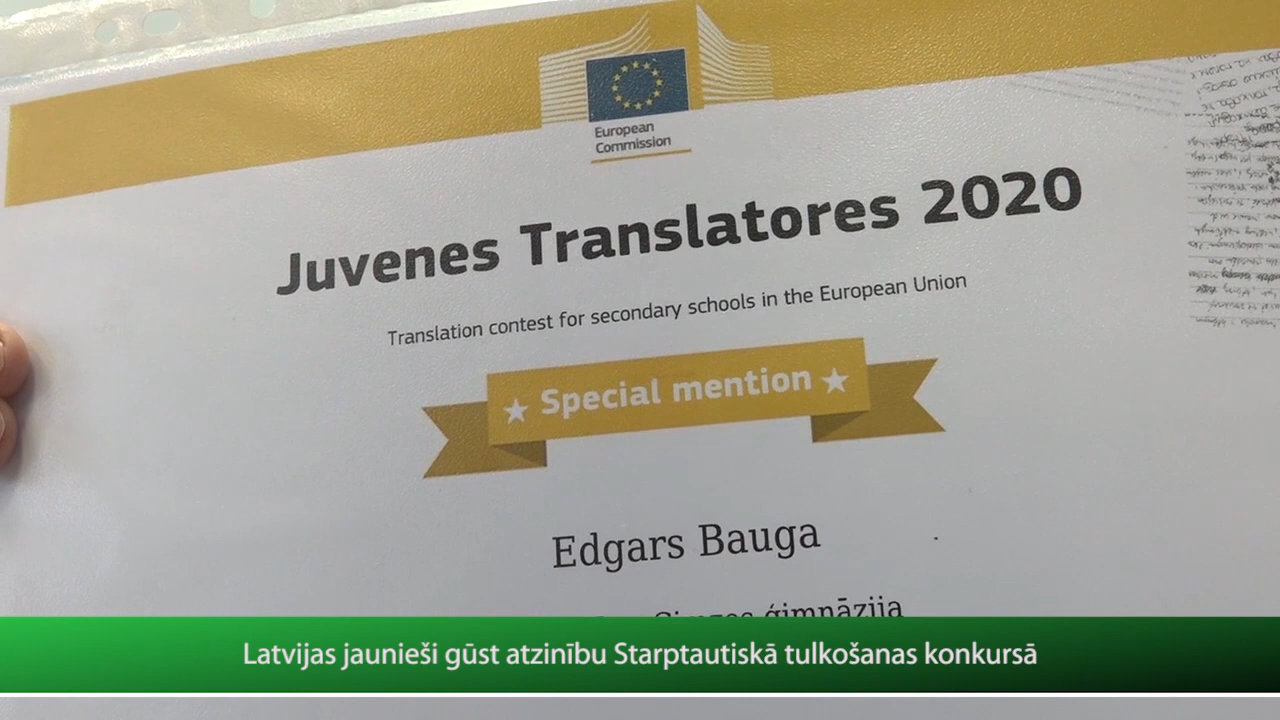 European
Commission
Juvenes Translatores 2020
Translation contest for secondary schools in the European Union
Special mention
Edgars Bauga
ģimnāzija
Latvijas jaunieši gūst atzinību Starptautiskā tulkošanas konkursā